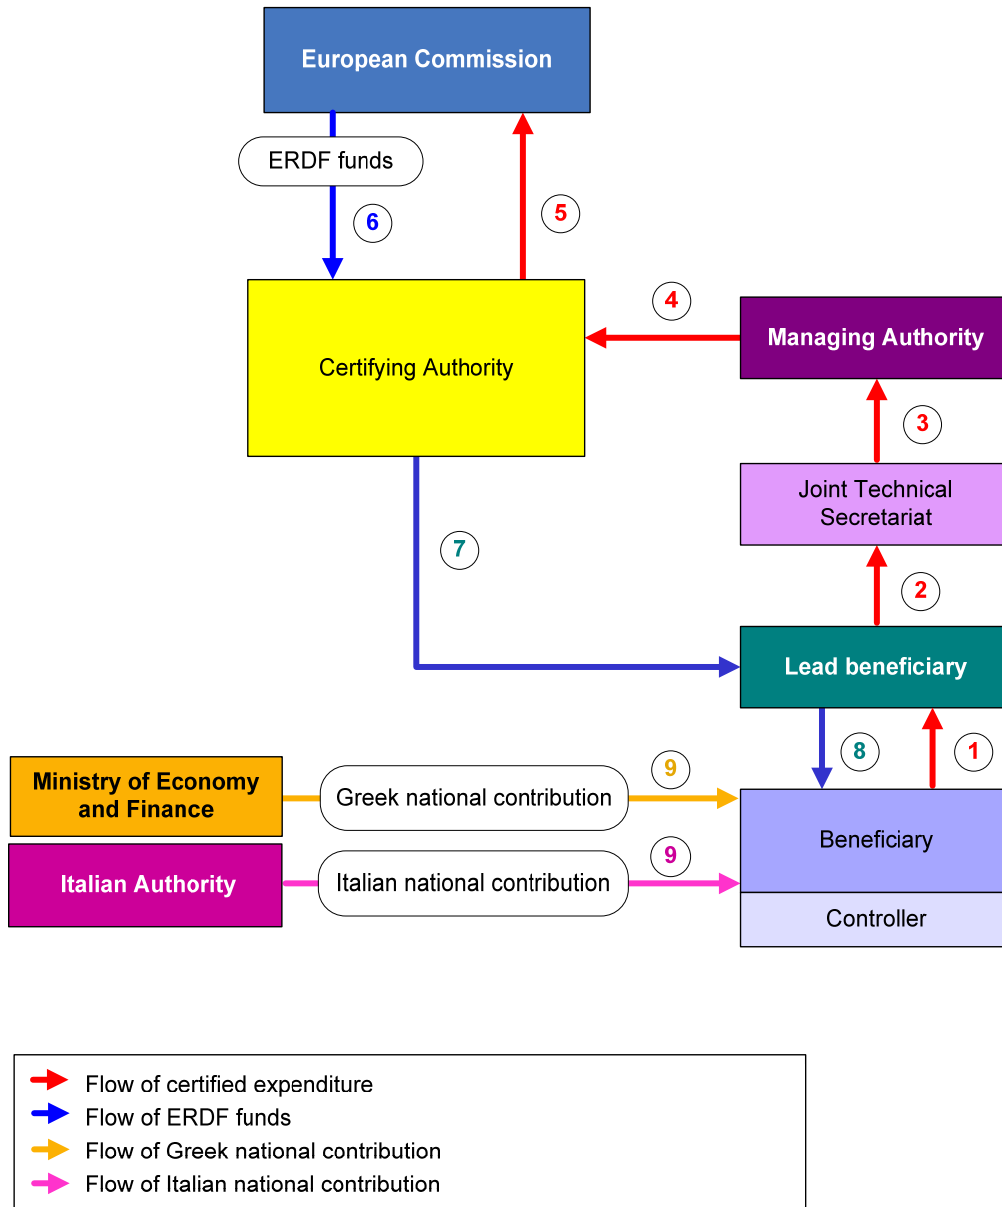 European Commission
ERDF funds
6
5
4
Certifying Authority
Managing Authority
3
Joint Technical
Secretariat
7
2
Lead beneficiary
8
1
Ministry of Economy
and Finance
Greek national contribution
9
Beneficiary
Italian Authority
Italian national contribution
9
Controller
Flow of certified expenditure
Flow of ERDF funds
Flow of Greek national contribution
Flow of Italian national contribution